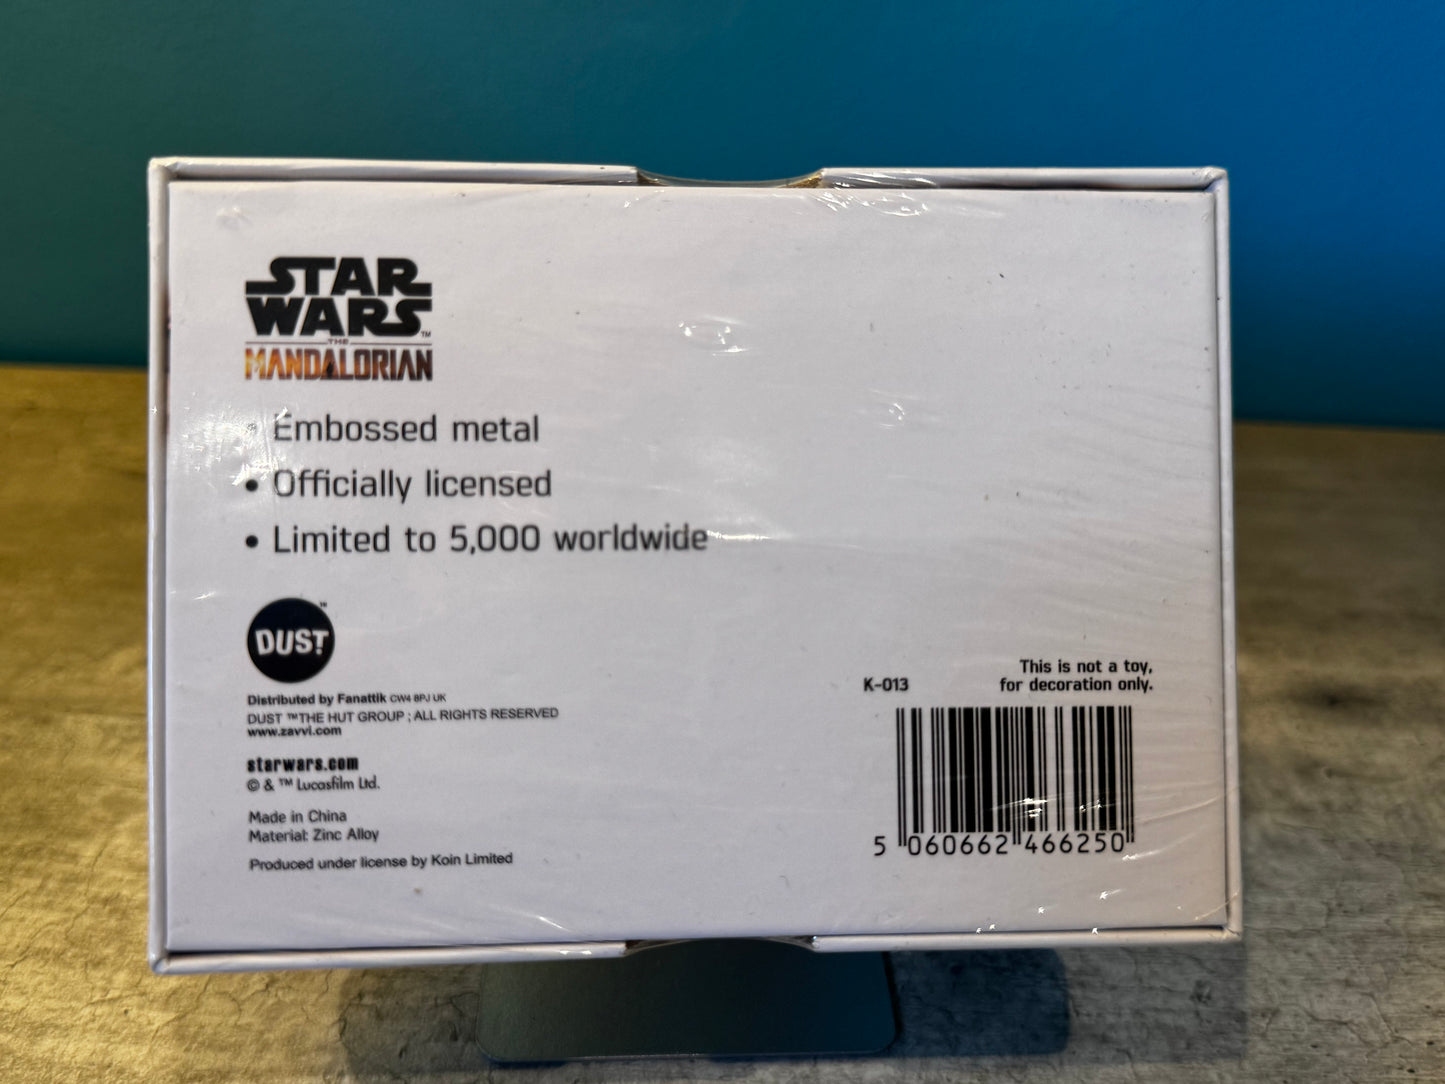 STAR
WARS™
THE
MANDALORIAN
• Embossed metal
• Officially licensed
• Limited to 5,000 worldwide
DUST™
Distributed by Fanattik CW4 8PJ UK
DUST ™THE HUT GROUP ; ALL RIGHTS RESERVED
www.zavvi.com
starwars.com
© & ™ Lucasfilm Ltd.
Made in China
Material: Zinc Alloy
Produced under license by Koin Limited
This is not a toy,
K-013 for decoration only.
5 060662 466250